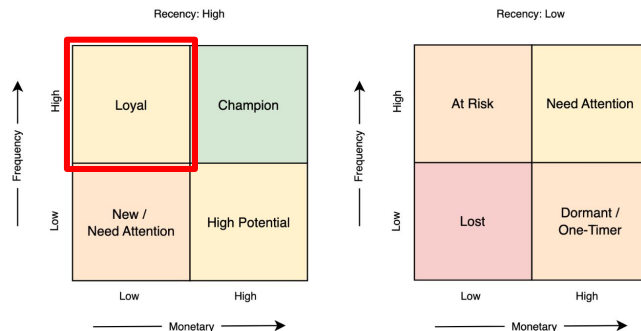 Recency: High
Frequency
High
Low
Loyal
Champion
New /
Need Attention
High Potential
Low
High
Monetary
Recency: Low
Frequency
High
Low
At Risk
Need Attention
Lost
Dormant /
One-Timer
Low
High
Monetary